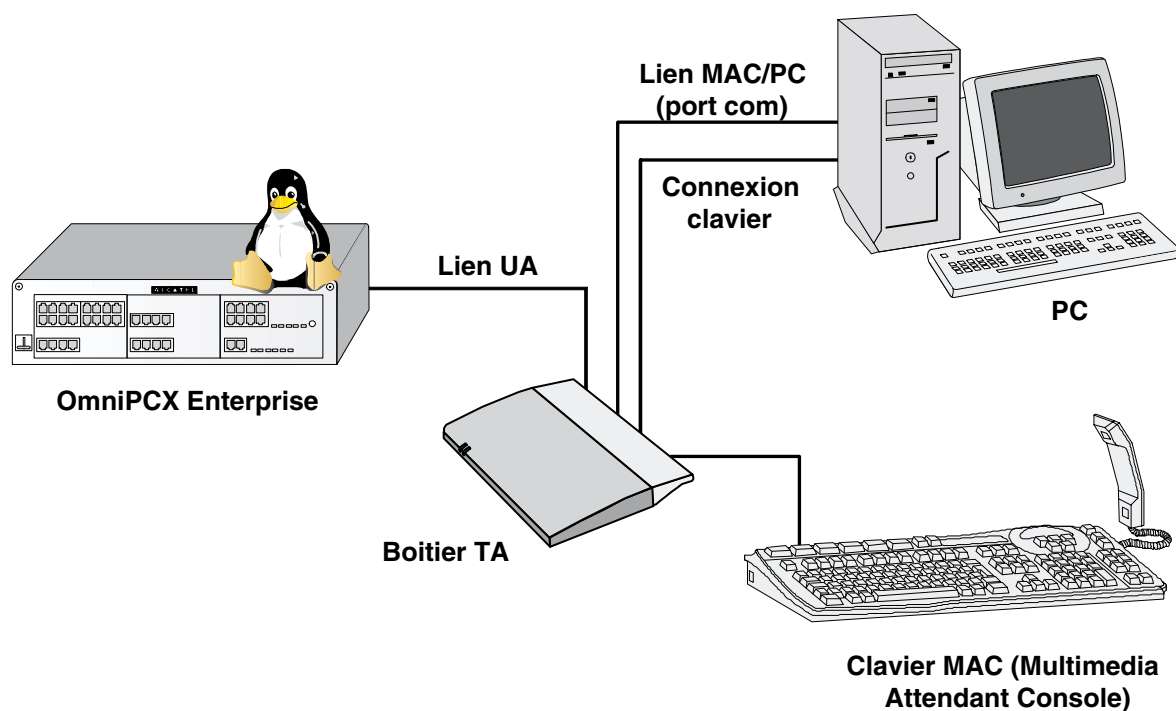 Lien MAC/PC
(port com)
Connexion
clavier
Lien UA
PC
ALCATEL
OmniPCX Enterprise
Boitier TA
Clavier MAC (Multimedia
Attendant Console)